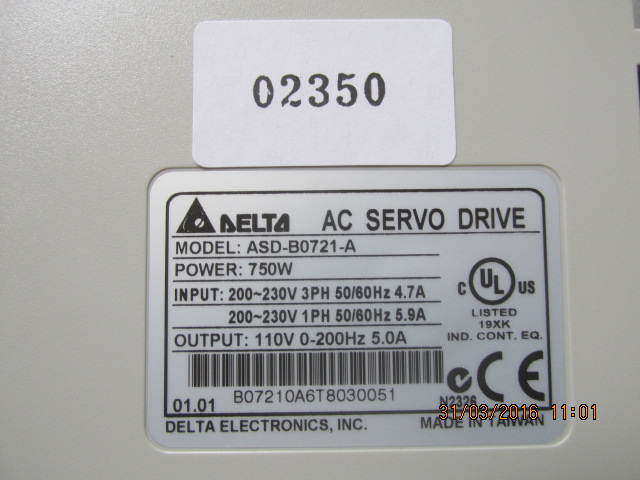 02350
DELTA AC SERVO DRIVE
MODEL: ASD-B0721-A
POWER: 750W
INPUT: 200~230V 3PH 50/60Hz 4.7A
200~230V 1PH 50/60Hz 5.9A
OUTPUT: 110V 0-200Hz 5.0A
C UL US
LISTED
19XK
IND. CONT. EQ.
B07210A6T8030051
01.01
N2326
CE
31/03/2016 11:01
DELTA ELECTRONICS, INC.
MADE IN TAIWAN